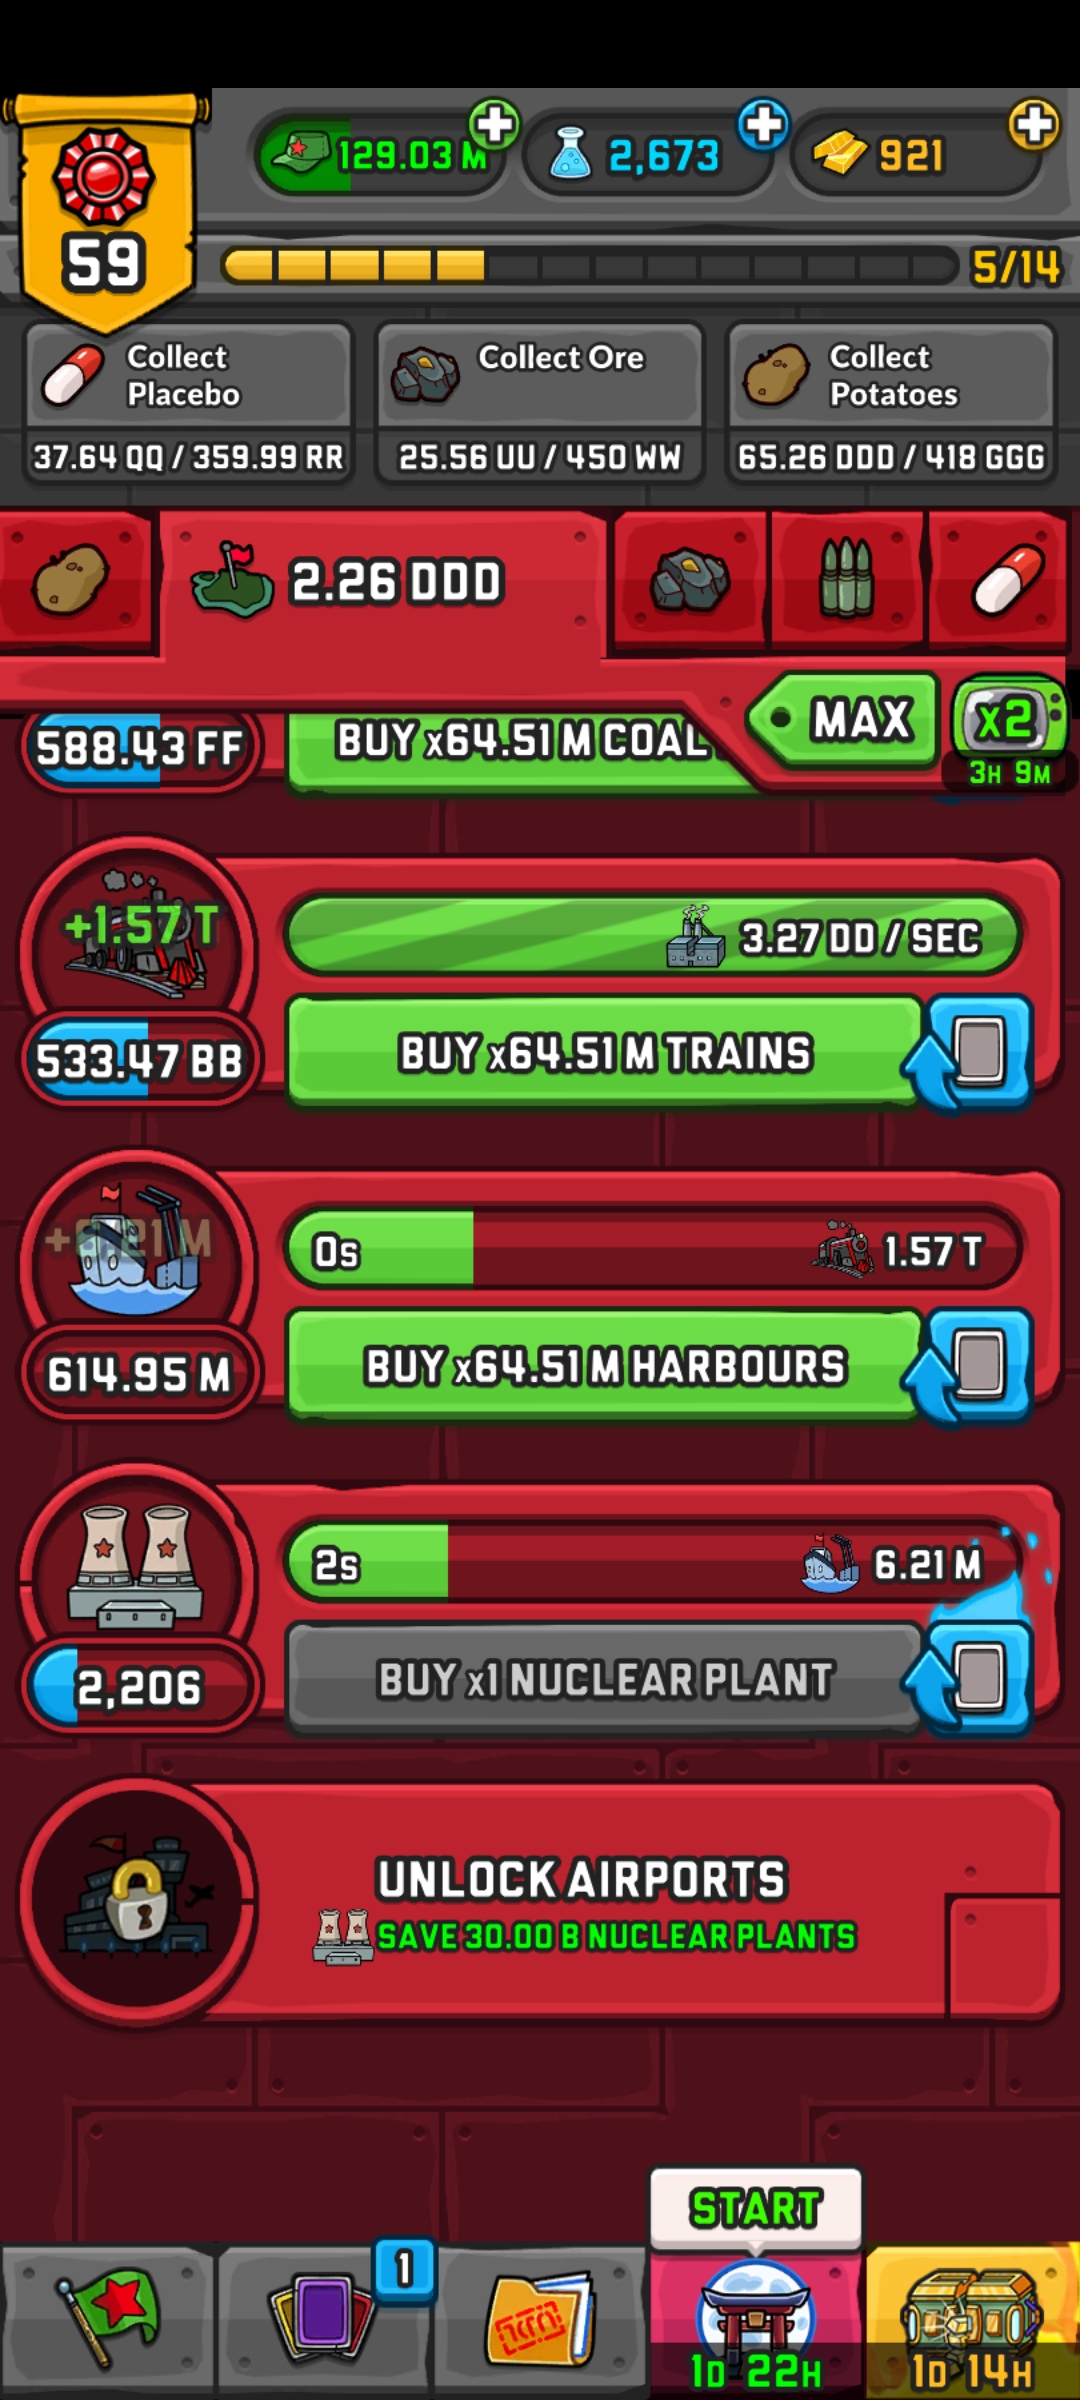 129.03 M
2,673
921
59
5/14
Collect
Placebo
37.64 QQ / 359.99 RR
Collect Ore
25.56 UU / 450 WW
Collect
Potatoes
65.26 DDD / 418 GGG
2.26 DDD
MAX
x2
3H 9M
588.43 FF
BUY x64.51 M COAL
+1.57 T
3.27 DD / SEC
533.47 BB
BUY x64.51 M TRAINS
+6.21 M
0s
1.57 T
614.95 M
BUY x64.51 M HARBOURS
2s
6.21 M
2,206
BUY x1 NUCLEAR PLANT
UNLOCK AIRPORTS
SAVE 30.00 B NUCLEAR PLANTS
START
1
1D 22H
1D 14H